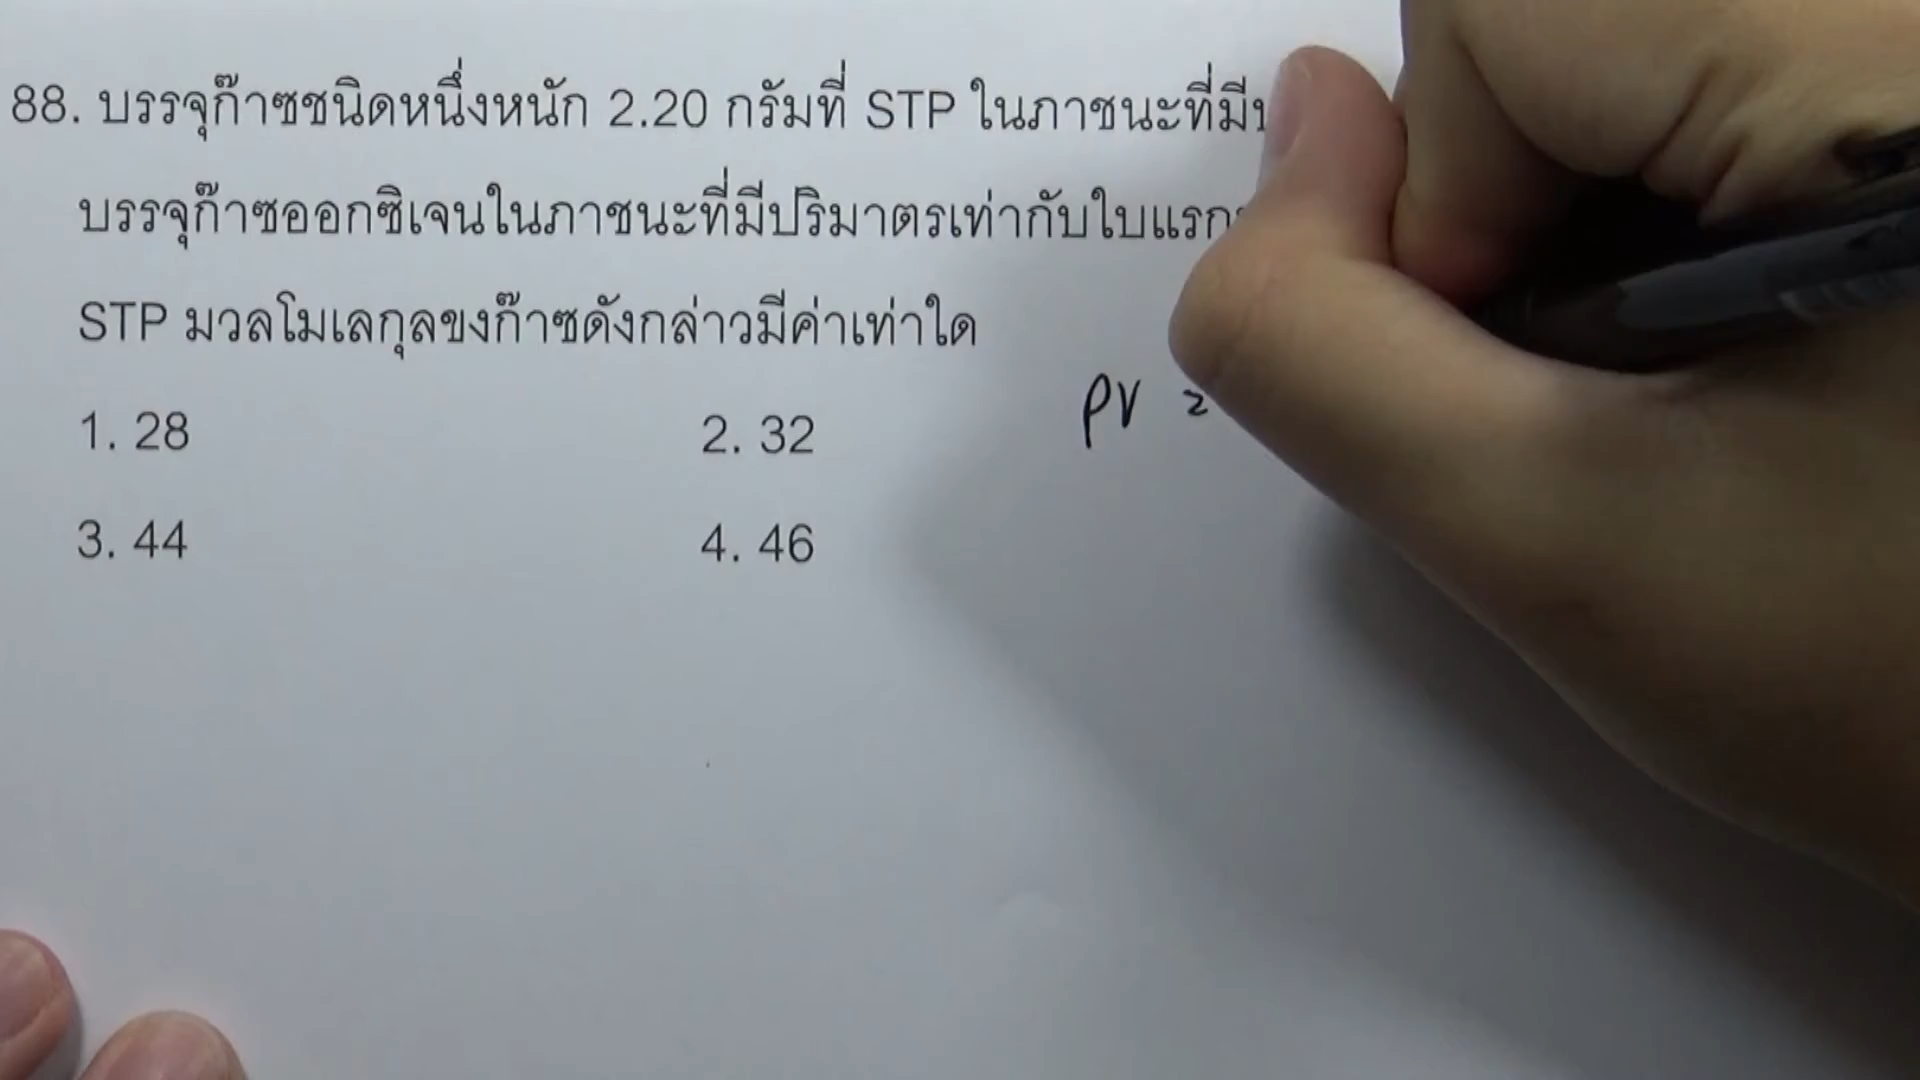 88. บรรจุก๊าซชนิดหนึ่งหนัก 2.20 กรัมที่ STP ในภาชนะที่มี
บรรจุก๊าซออกซิเจนในภาชนะที่มีปริมาตรเท่ากับใบแรก
STP มวลโมเลกุลขงก๊าซดังกล่าวมีค่าเท่าใด
PV =
1. 28 2. 32
3. 44 4. 46